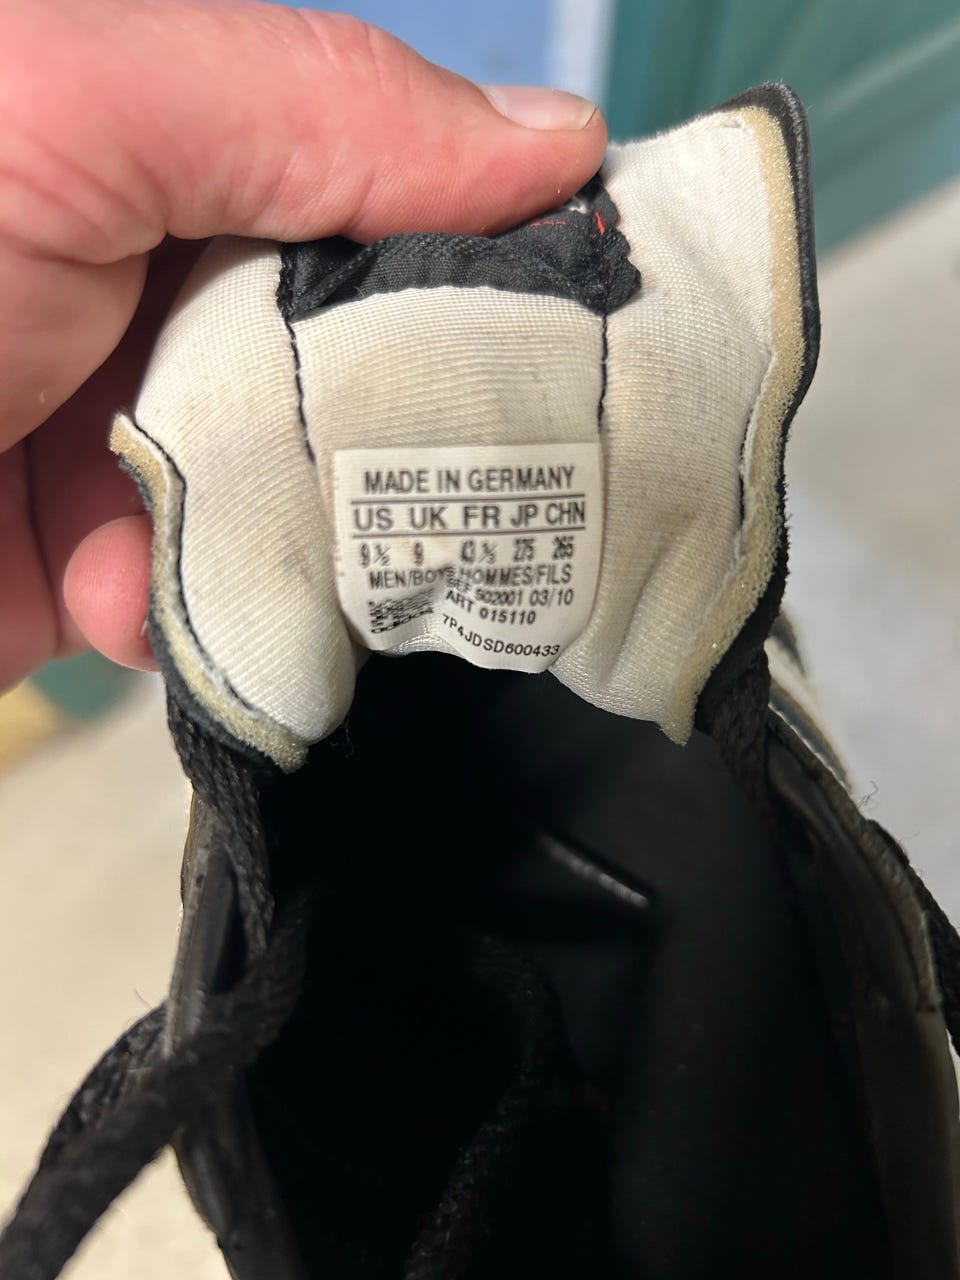 MADE IN GERMANY
US UK FR JP CHN
9½ 9 43⅓ 275 265
MEN/BOYS HOMMES/FILS
SEF 502001 03/10
ART 015110
7P4JDSD600433